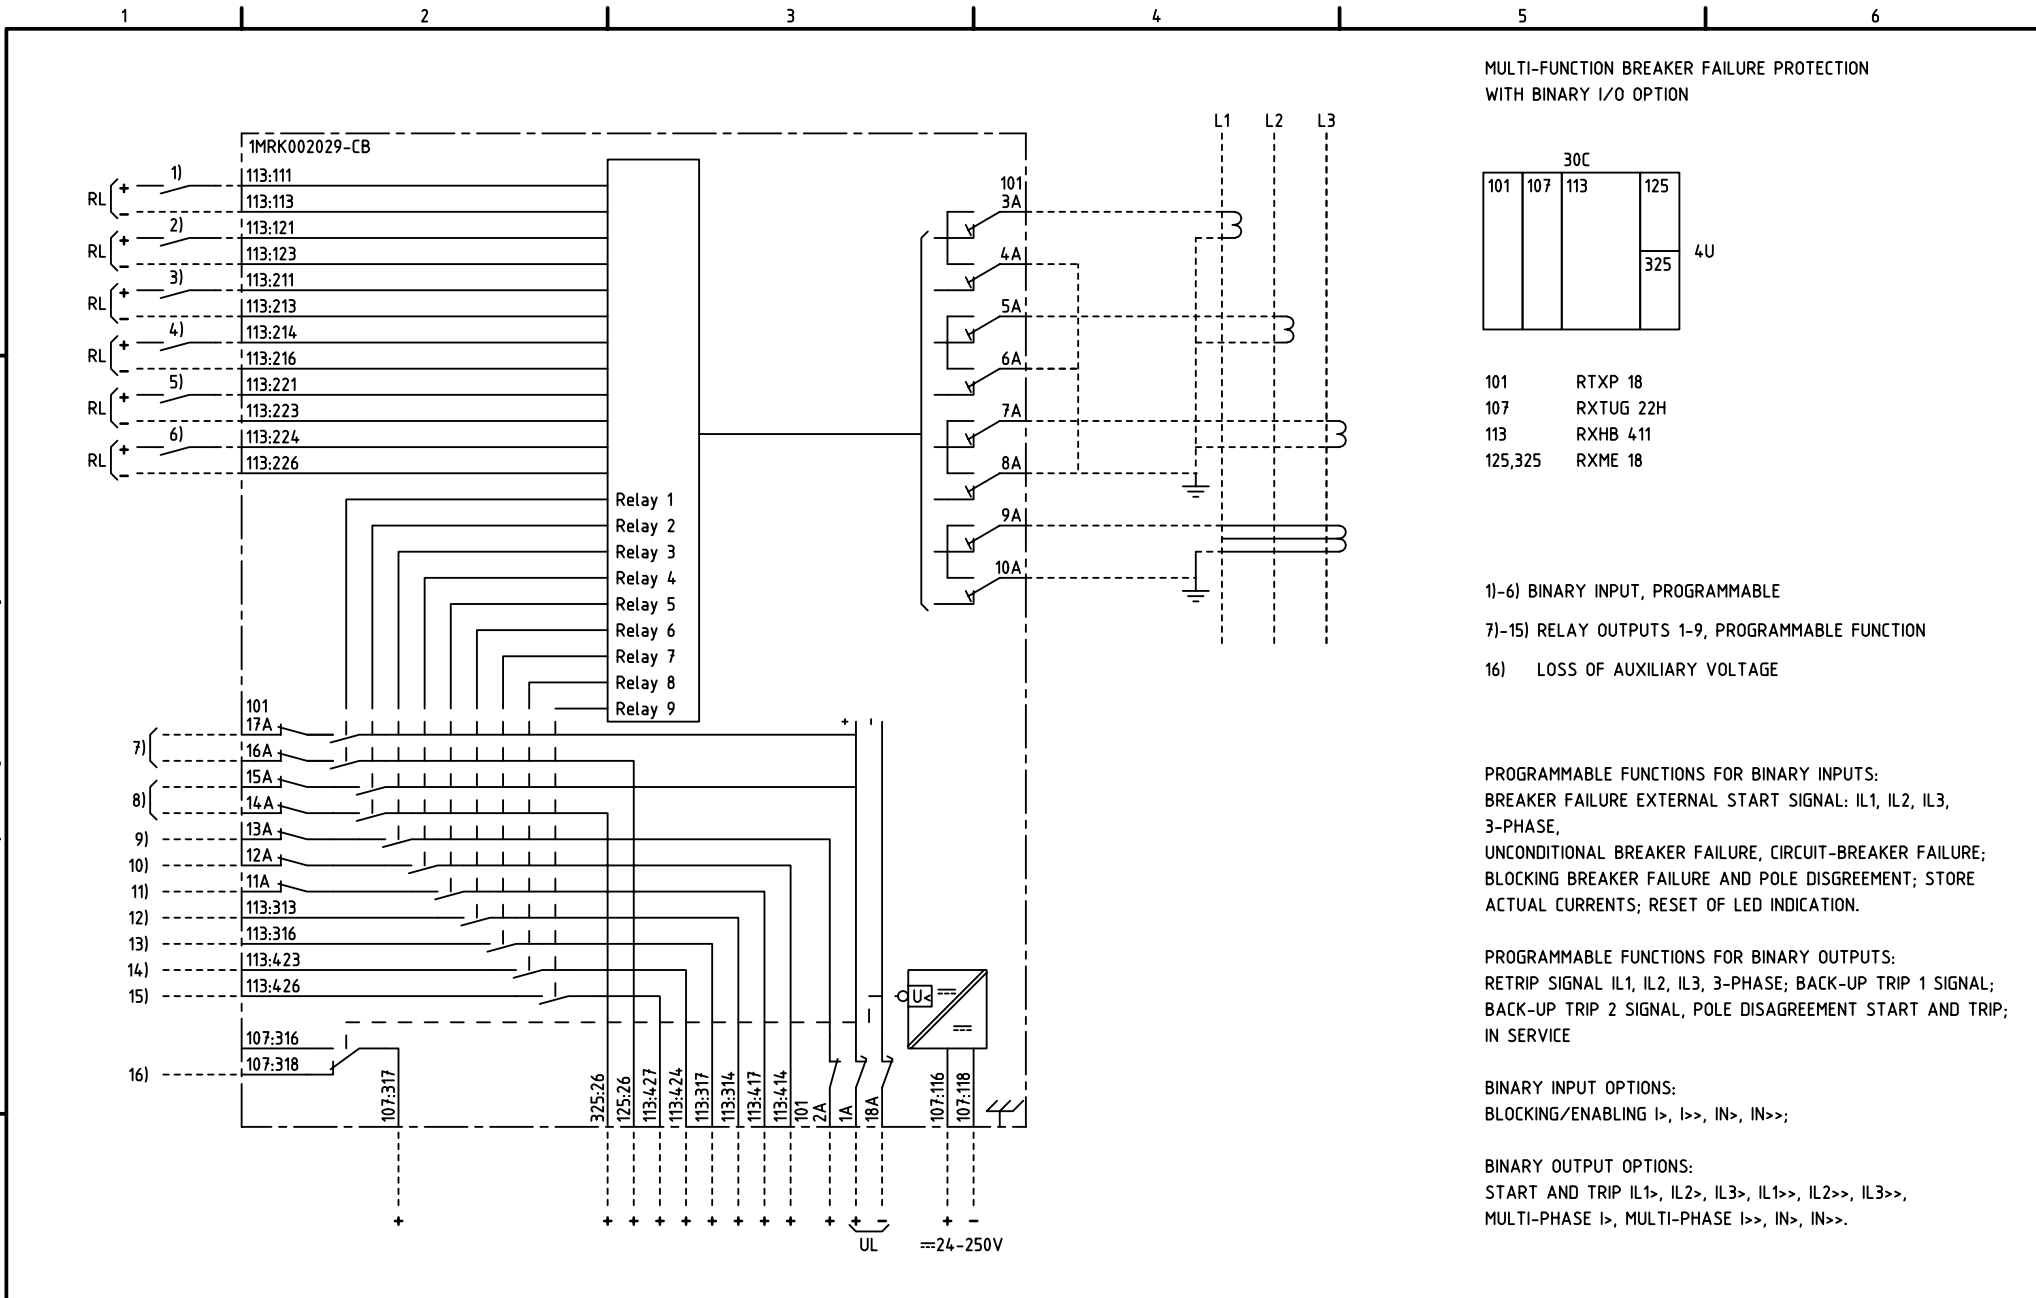 1 2 3 4 5 6
MULTI-FUNCTION BREAKER FAILURE PROTECTION
WITH BINARY I/O OPTION
L1 L2 L3
1MRK002029-CB
30C
101 107 113 125
325
4U
1)
RL + -
113:111
113:113
2)
RL + -
113:121
113:123
3)
RL + -
113:211
113:213
4)
RL + -
113:214
113:216
5)
RL + -
113:221
113:223
6)
RL + -
113:224
113:226
101
3A
4A
5A
6A
7A
8A
9A
10A
101 RTXP 18
107 RXTUG 22H
113 RXHB 411
125,325 RXME 18
Relay 1
Relay 2
Relay 3
Relay 4
Relay 5
Relay 6
Relay 7
Relay 8
Relay 9
1)-6) BINARY INPUT, PROGRAMMABLE
7)-15) RELAY OUTPUTS 1-9, PROGRAMMABLE FUNCTION
16) LOSS OF AUXILIARY VOLTAGE
101
17A
7)
16A
15A
8)
14A
9) 13A
10) 12A
11) 11A
12) 113:313
13) 113:316
14) 113:423
15) 113:426
107:316
16) 107:318
+ -
U<
107:317
325:26
125:26
113:427
113:424
113:317
113:314
113:417
113:414
101
2A
1A
18A
107:116
107:118
+ + + + + + + + + + + - + -
UL
24-250V
PROGRAMMABLE FUNCTIONS FOR BINARY INPUTS:
BREAKER FAILURE EXTERNAL START SIGNAL: IL1, IL2, IL3,
3-PHASE,
UNCONDITIONAL BREAKER FAILURE, CIRCUIT-BREAKER FAILURE;
BLOCKING BREAKER FAILURE AND POLE DISGREEMENT; STORE
ACTUAL CURRENTS; RESET OF LED INDICATION.
PROGRAMMABLE FUNCTIONS FOR BINARY OUTPUTS:
RETRIP SIGNAL IL1, IL2, IL3, 3-PHASE; BACK-UP TRIP 1 SIGNAL;
BACK-UP TRIP 2 SIGNAL, POLE DISAGREEMENT START AND TRIP;
IN SERVICE
BINARY INPUT OPTIONS:
BLOCKING/ENABLING I>, I>>, IN>, IN>>;
BINARY OUTPUT OPTIONS:
START AND TRIP IL1>, IL2>, IL3>, IL1>>, IL2>>, IL3>>,
MULTI-PHASE I>, MULTI-PHASE I>>, IN>, IN>>.